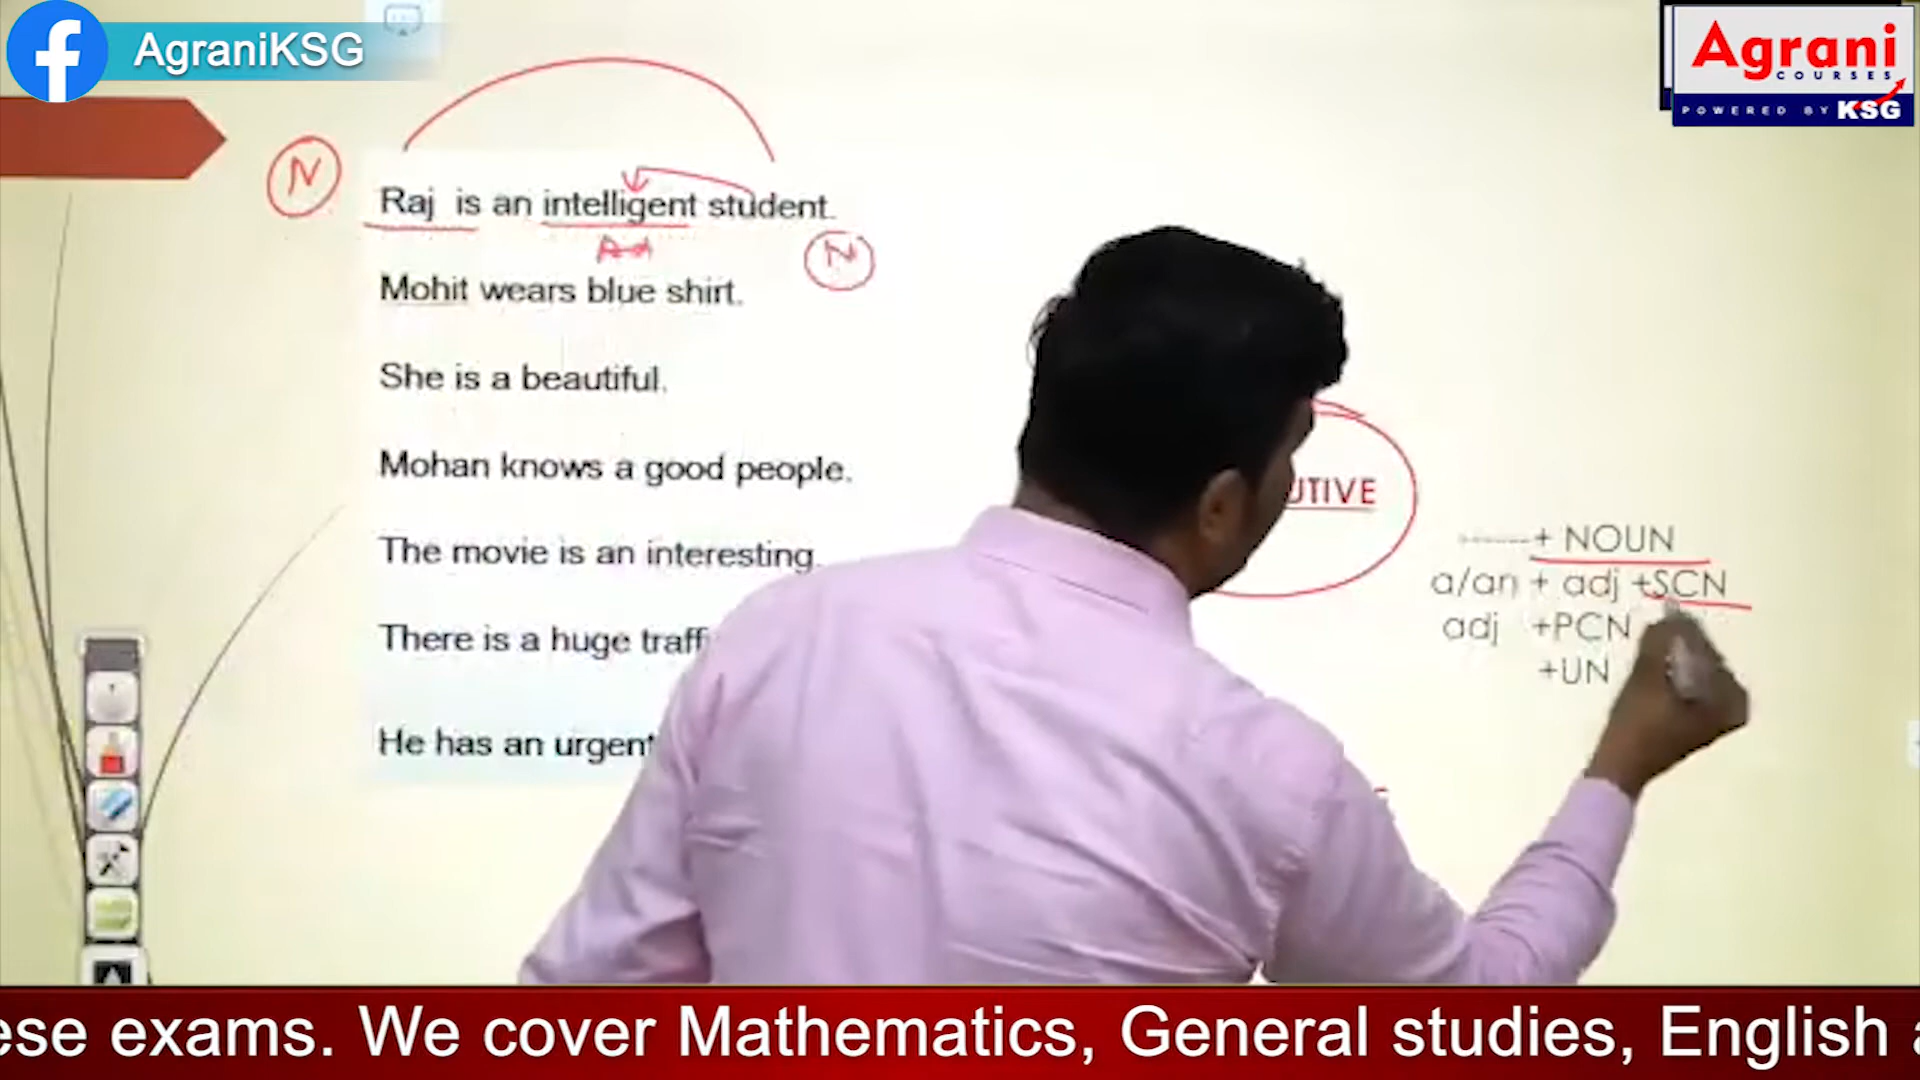 AgraniKSG
Agrani
COURSES
POWERED BY KSG
N
Raj is an intelligent student.
N
Mohit wears blue shirt.
She is a beautiful.
Mohan knows a good people.
UTIVE
The movie is an interesting.
------+ NOUN
a/an + adj +SCN
adj +PCN
+UN
There is a huge traff
He has an urgent
ese exams. We cover Mathematics, General studies, English a